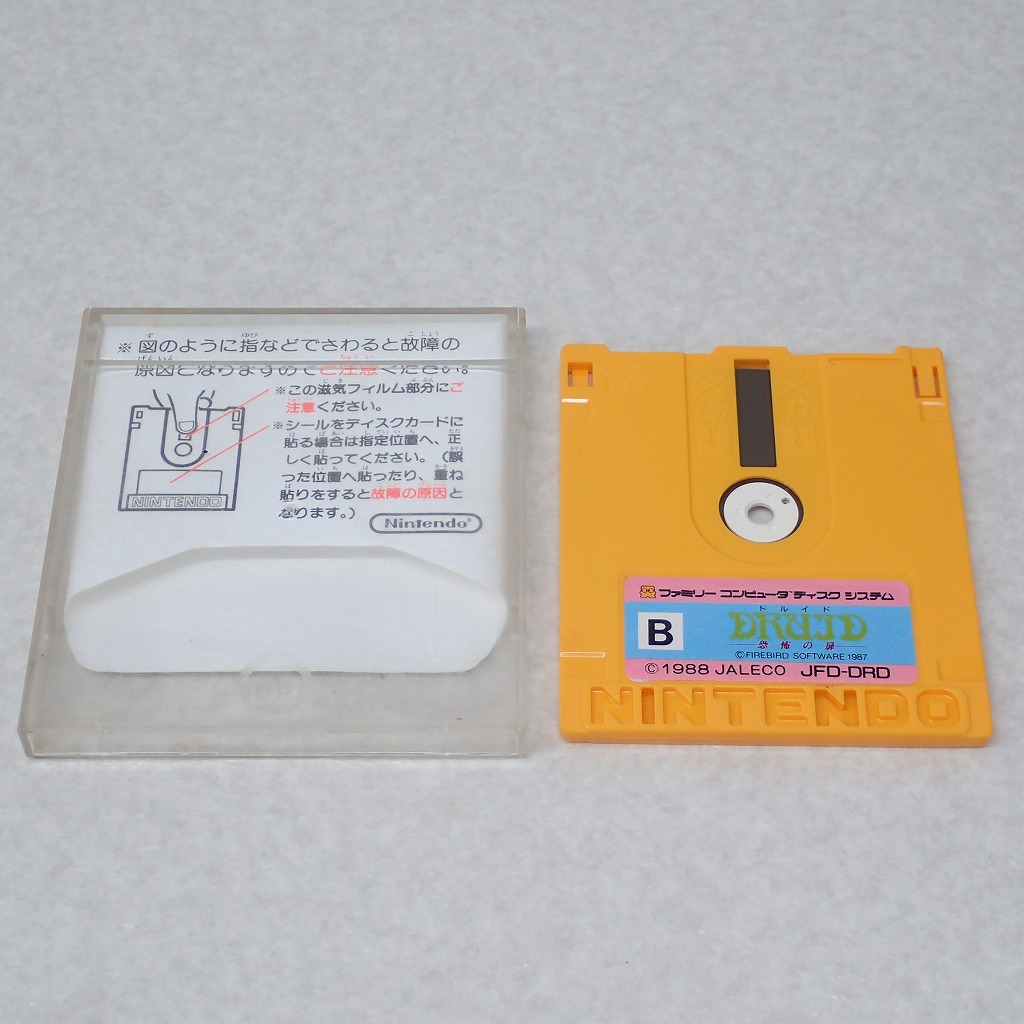 ※図のように指などでさわると故障の
原因となりますのでご注意ください。
※この滋気フィルム部分にご
注意ください。
※シールをディスクカードに
貼る場合は指定位置へ、正
しく貼ってください。(誤
った位置へ貼ったり、重ね
貼りをすると故障の原因と
なります。)
NINTENDO
Nintendo®
ファミリー コンピュータ ディスク システム
B
ドルイド
DRUID
恐怖の扉
©FIREBIRD SOFTWARE 1987
©1988 JALECO JFD-DRD
NINTENDO